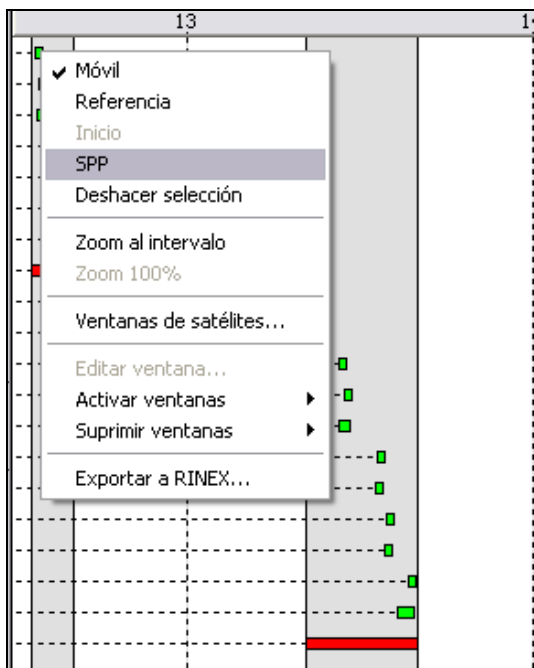 13
Móvil
Referencia
Inicio
SPP
Deshacer selección
Zoom al intervalo
Zoom 100%
Ventanas de satélites...
Editar ventana...
Activar ventanas
Suprimir ventanas
Exportar a RINEX...